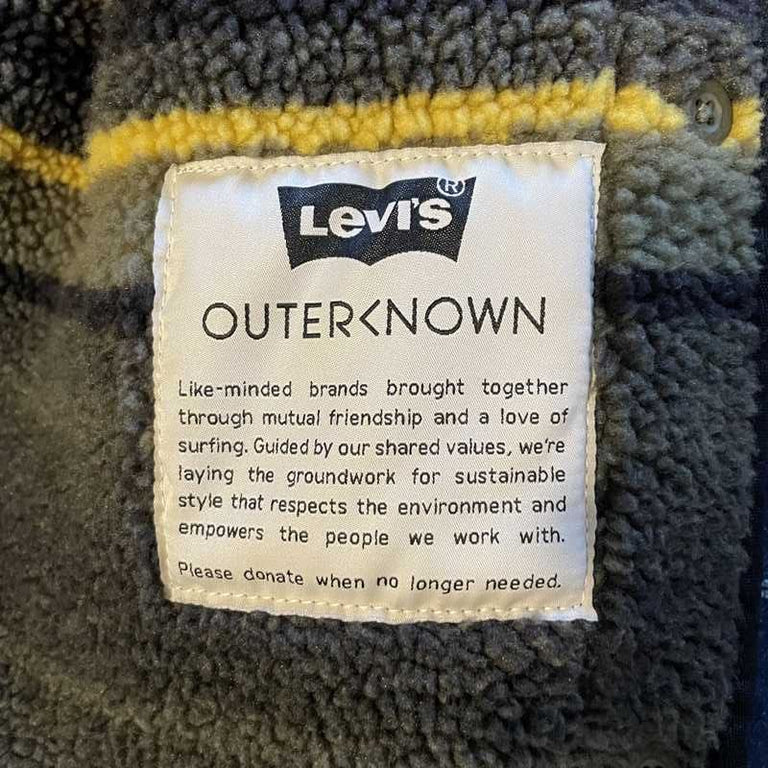 Levi's®
OUTERKNOWN
Like-minded brands brought together
through mutual friendship and a love of
surfing. Guided by our shared values, we're
laying the groundwork for sustainable
style that respects the environment and
empowers the people we work with.
Please donate when no longer needed.